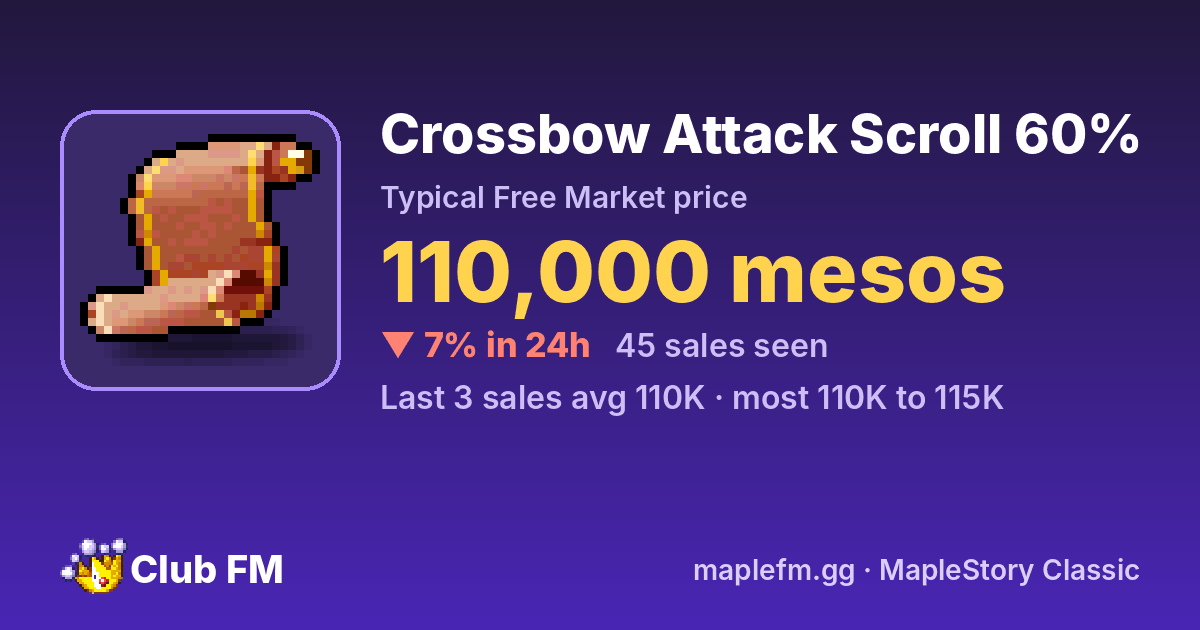 Crossbow Attack Scroll 60%
Typical Free Market price
110,000 mesos
▼ 7% in 24h 45 sales seen
Last 3 sales avg 110K · most 110K to 115K
Club FM
maplefm.gg · MapleStory Classic